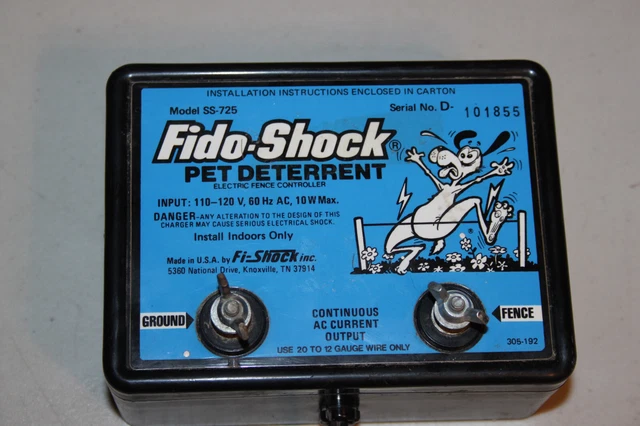 INSTALLATION INSTRUCTIONS ENCLOSED IN CARTON
Model SS-725 Serial No. D- 101855
Fido-Shock®
PET DETERRENT
ELECTRIC FENCE CONTROLLER
INPUT: 110–120 V, 60 Hz AC, 10 W Max.
DANGER–ANY ALTERATION TO THE DESIGN OF THIS
CHARGER MAY CAUSE SERIOUS ELECTRICAL SHOCK.
Install Indoors Only
Made in U.S.A. by Fi-Shock inc.
5360 National Drive, Knoxville, TN 37914
®
GROUND
CONTINUOUS
AC CURRENT
OUTPUT
FENCE
USE 20 TO 12 GAUGE WIRE ONLY
305-192